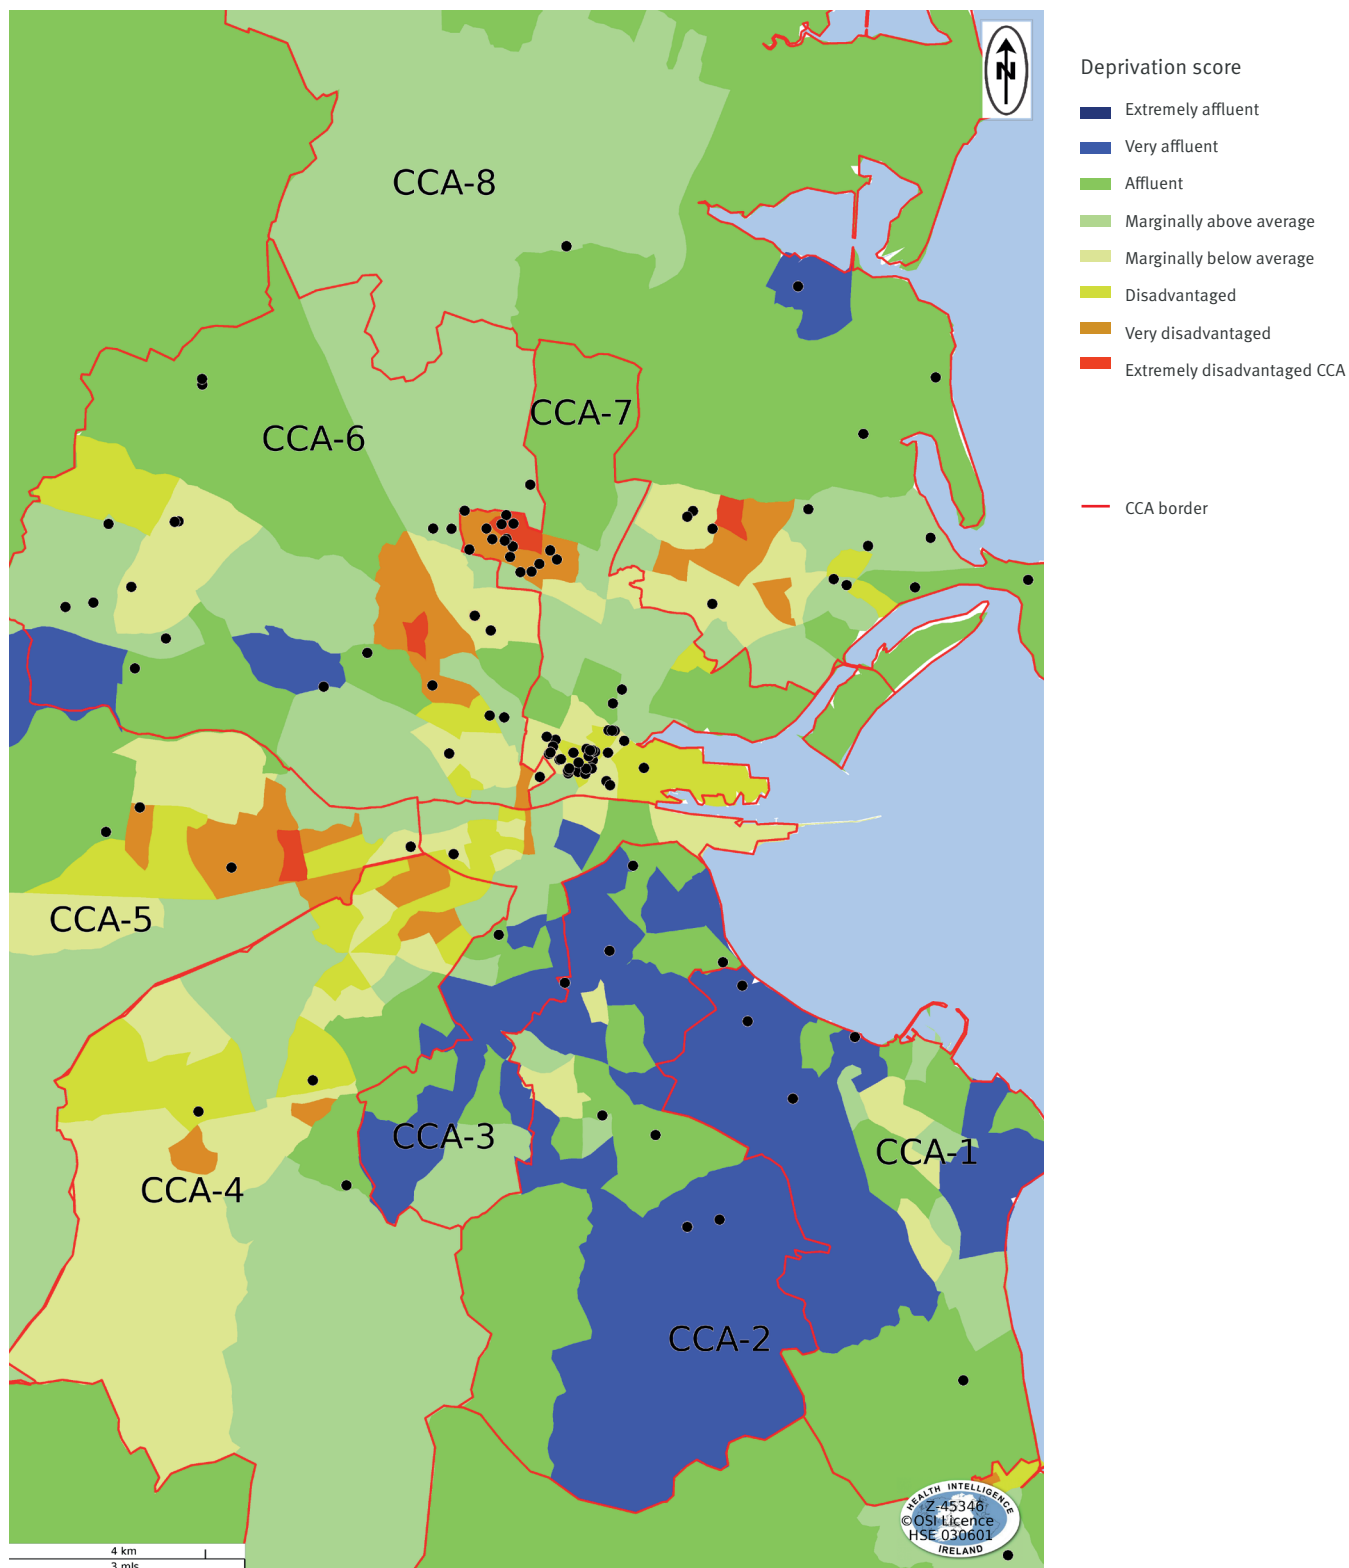 N
Deprivation score
Extremely affluent
Very affluent
Affluent
Marginally above average
Marginally below average
Disadvantaged
Very disadvantaged
Extremely disadvantaged CCA
CCA border
CCA-8
CCA-7
CCA-6
CCA-5
CCA-3
CCA-1
CCA-4
CCA-2
HEALTH INTELLIGENCE
Z-45346
©OSI Licence
HSE 030601
IRELAND
4 km
3 mls